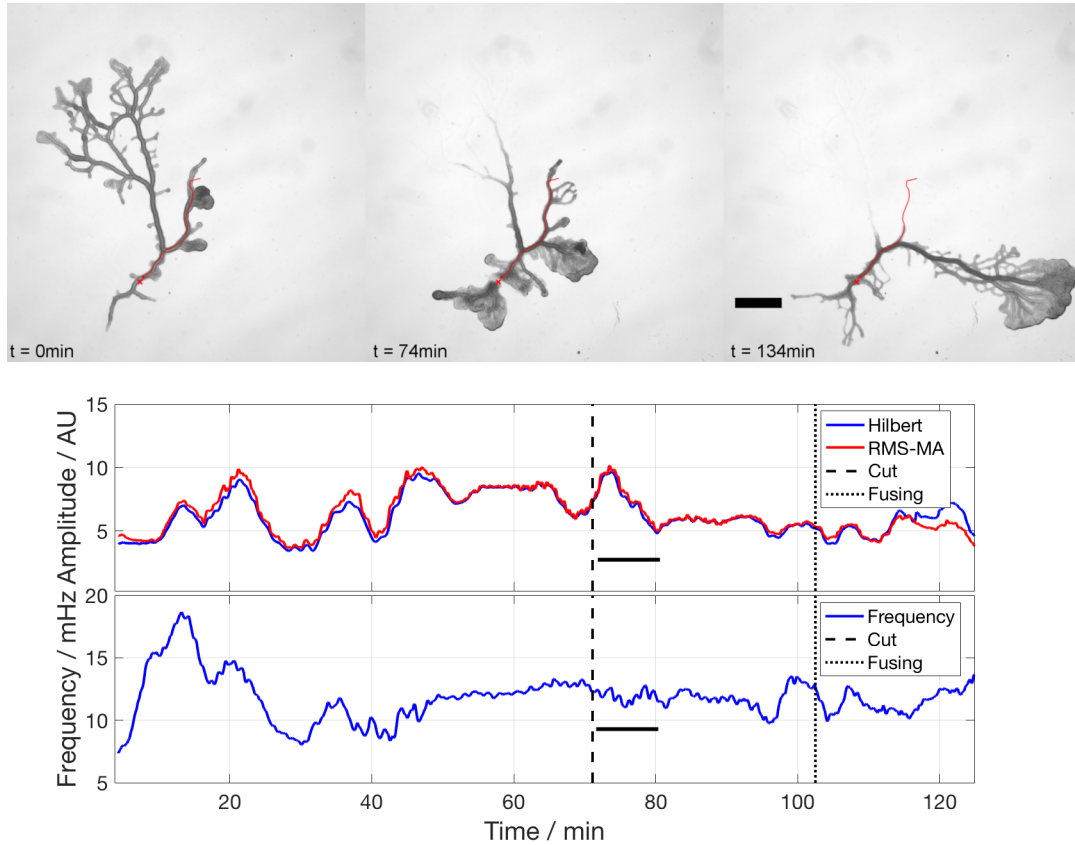 t = 0min
t = 74min
t = 134min
Frequency / mHz Amplitude / AU
15
10
5
Hilbert
RMS-MA
Cut
Fusing
20
15
10
5
Frequency
Cut
Fusing
20
40
60
80
100
120
Time / min